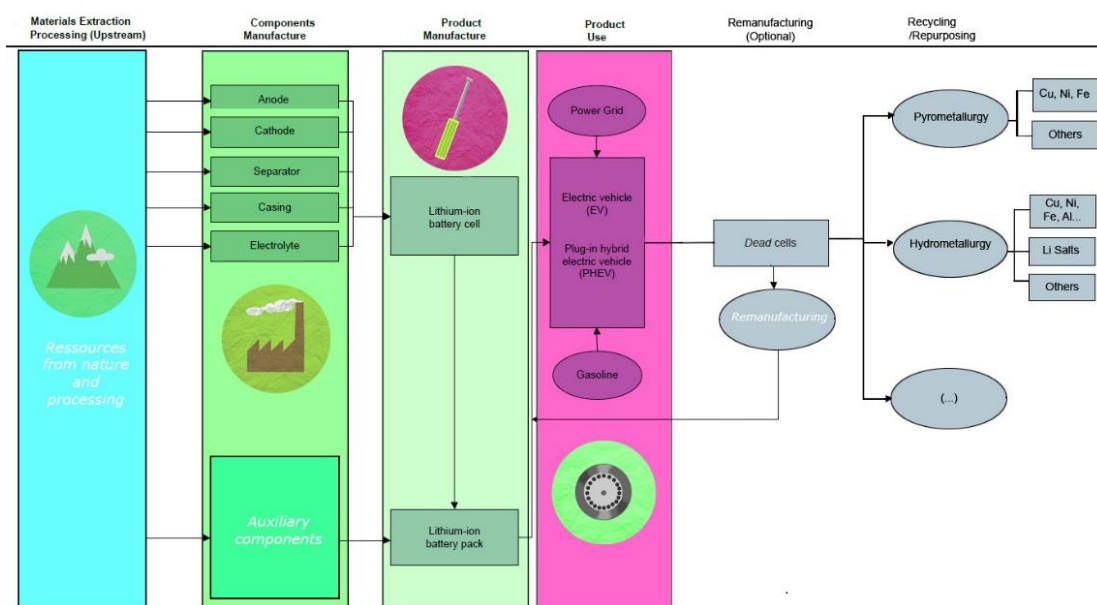 Materials Extraction
Processing (Upstream)
Components
Manufacture
Product
Manufacture
Product
Use
Remanufacturing
(Optional)
Recycling
/Repurposing
Ressources
from nature
and
processing
Anode
Cathode
Separator
Casing
Electrolyte
Auxiliary
components
Lithium-ion
battery cell
Lithium-ion
battery pack
Power Grid
Electric vehicle
(EV)
Plug-in hybrid
electric vehicle
(PHEV)
Gasoline
Dead cells
Remanufacturing
Pyrometallurgy
Cu, Ni, Fe
Others
Hydrometallurgy
Cu, Ni,
Fe, Al...
Li Salts
Others
(...)